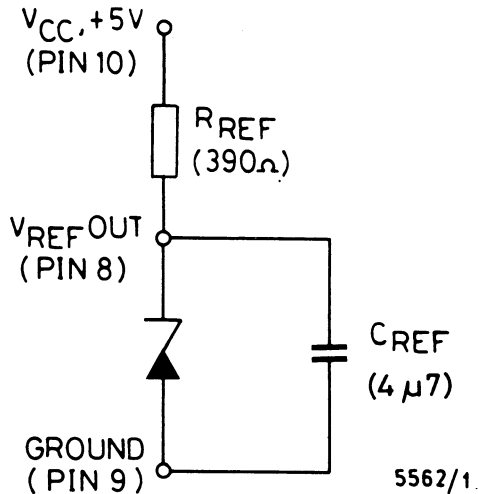 VCC, +5V
(PIN 10)
RREF
(390Ω)
VREF OUT
(PIN 8)
CREF
(4µ7)
GROUND
(PIN 9)
5562/1